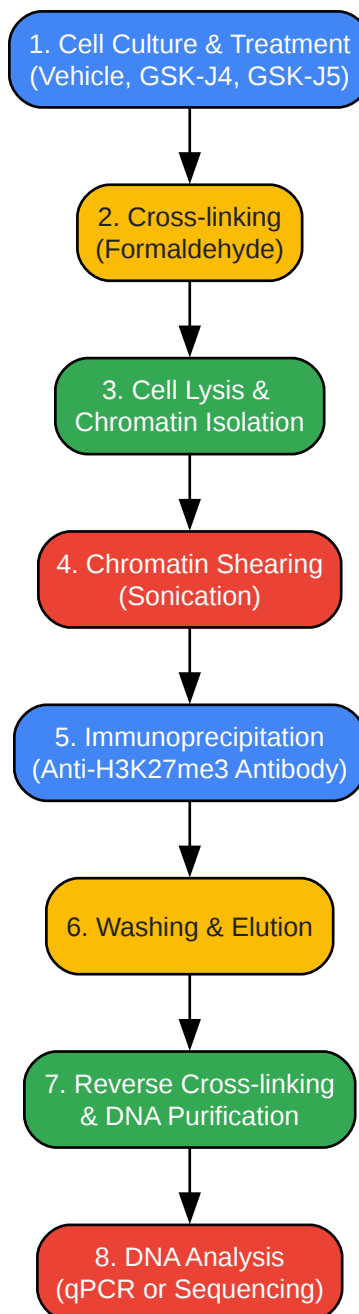 1. Cell Culture & Treatment
(Vehicle, GSK-J4, GSK-J5)
2. Cross-linking
(Formaldehyde)
3. Cell Lysis &
Chromatin Isolation
4. Chromatin Shearing
(Sonication)
5. Immunoprecipitation
(Anti-H3K27me3 Antibody)
6. Washing & Elution
7. Reverse Cross-linking
& DNA Purification
8. DNA Analysis
(qPCR or Sequencing)